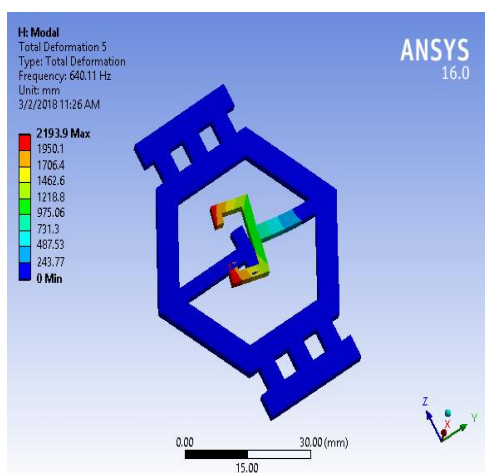 H: Modal
Total Deformation 5
Type: Total Deformation
Frequency: 640.11 Hz
Unit: mm
3/2/2018 11:26 AM
2193.9 Max
1950.1
1706.4
1462.6
1218.8
975.06
731.3
487.53
243.77
0 Min
ANSYS
16.0
0.00
30.00 (mm)
15.00
Z
X
Y